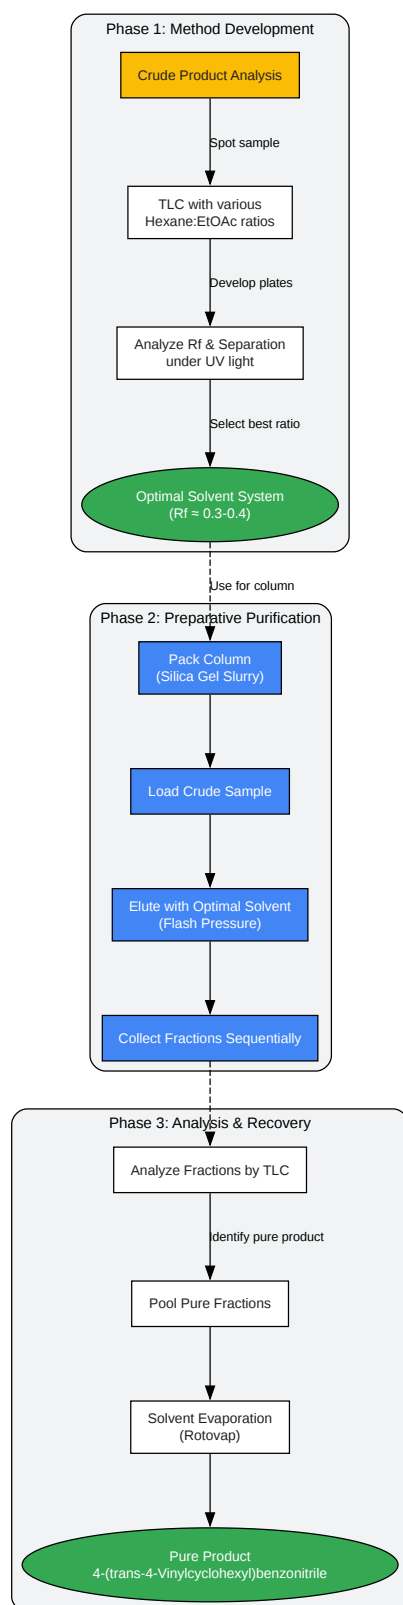 Phase 1: Method Development
Crude Product Analysis
Spot sample
TLC with various
Hexane:EtOAc ratios
Develop plates
Analyze Rf & Separation
under UV light
Select best ratio
Optimal Solvent System
(Rf ≈ 0.3-0.4)
Use for column
Phase 2: Preparative Purification
Pack Column
(Silica Gel Slurry)
Load Crude Sample
Elute with Optimal Solvent
(Flash Pressure)
Collect Fractions Sequentially
Phase 3: Analysis & Recovery
Analyze Fractions by TLC
Identify pure product
Pool Pure Fractions
Solvent Evaporation
(Rotovap)
Pure Product
4-(trans-4-Vinylcyclohexyl)benzonitrile